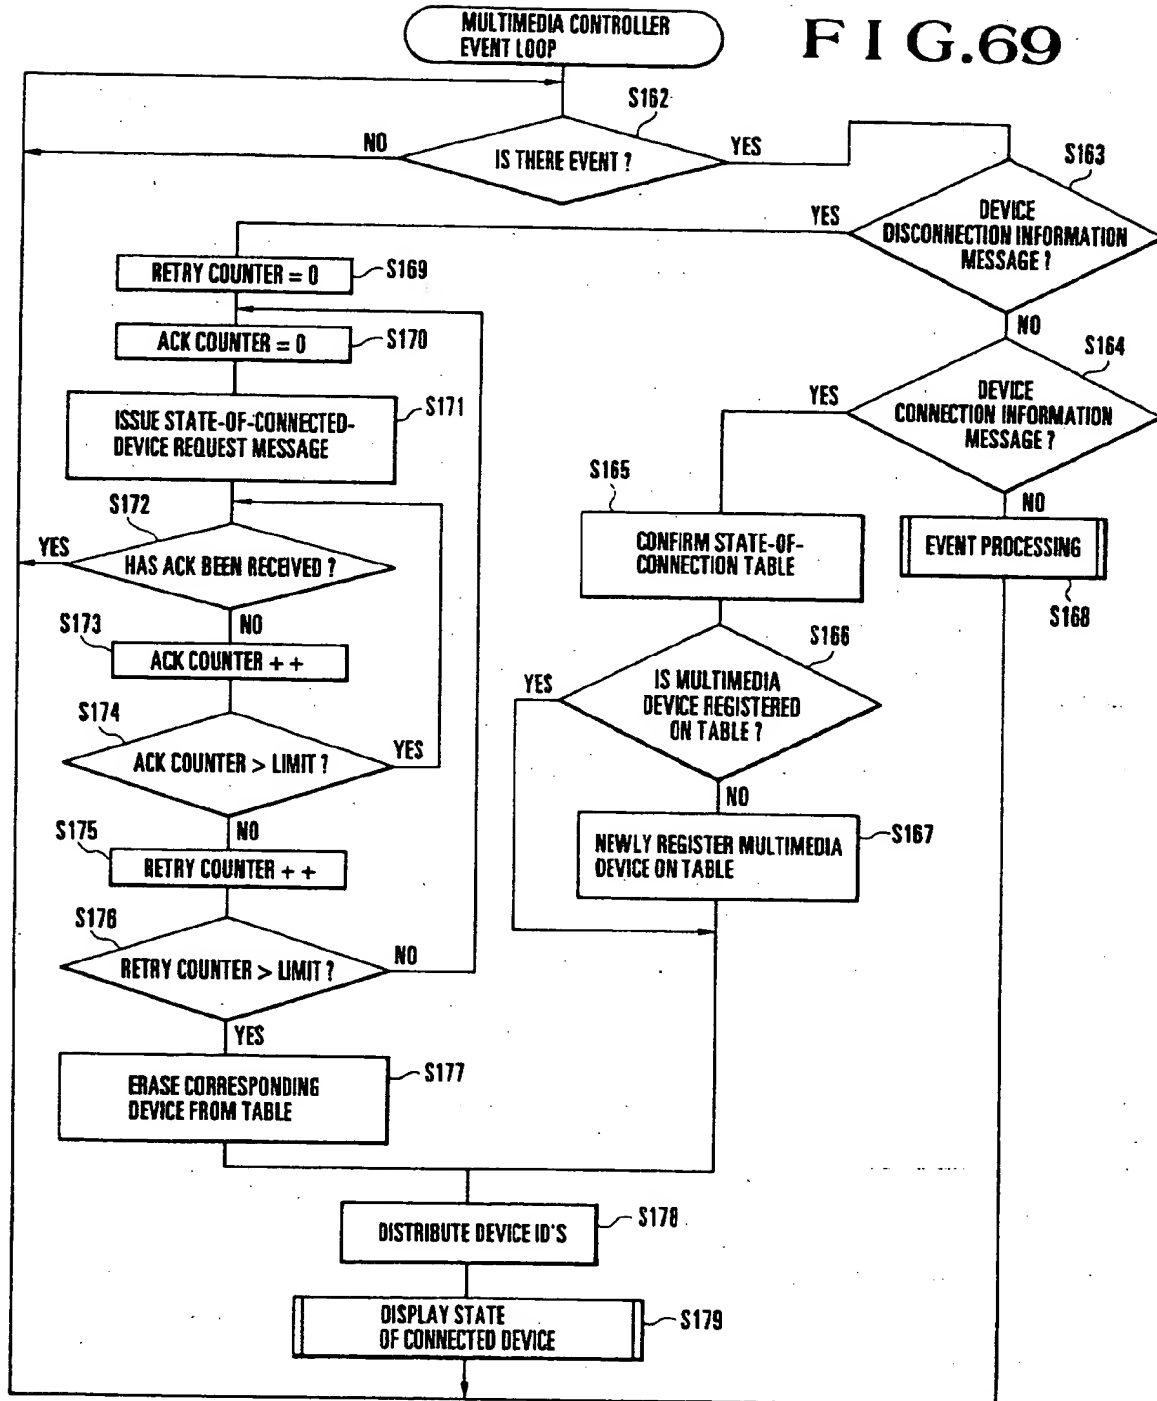 MULTIMEDIA CONTROLLER
EVENT LOOP
FIG.69
S162
NO
IS THERE EVENT ?
YES
S163
YES
DEVICE
DISCONNECTION INFORMATION
MESSAGE ?
RETRY COUNTER = 0
S169
NO
ACK COUNTER = 0
S170
S164
YES
DEVICE
CONNECTION INFORMATION
MESSAGE ?
ISSUE STATE-OF-CONNECTED-
DEVICE REQUEST MESSAGE
S171
S165
NO
S172
YES
HAS ACK BEEN RECEIVED ?
CONFIRM STATE-OF-
CONNECTION TABLE
EVENT PROCESSING
S168
NO
S173
ACK COUNTER + +
S166
YES
IS MULTIMEDIA
DEVICE REGISTERED
ON TABLE ?
S174
ACK COUNTER > LIMIT ?
YES
NO
NO
S175
RETRY COUNTER + +
NEWLY REGISTER MULTIMEDIA
DEVICE ON TABLE
S167
S176
RETRY COUNTER > LIMIT ?
NO
YES
ERASE CORRESPONDING
DEVICE FROM TABLE
S177
DISTRIBUTE DEVICE ID'S
S178
DISPLAY STATE
OF CONNECTED DEVICE
S179